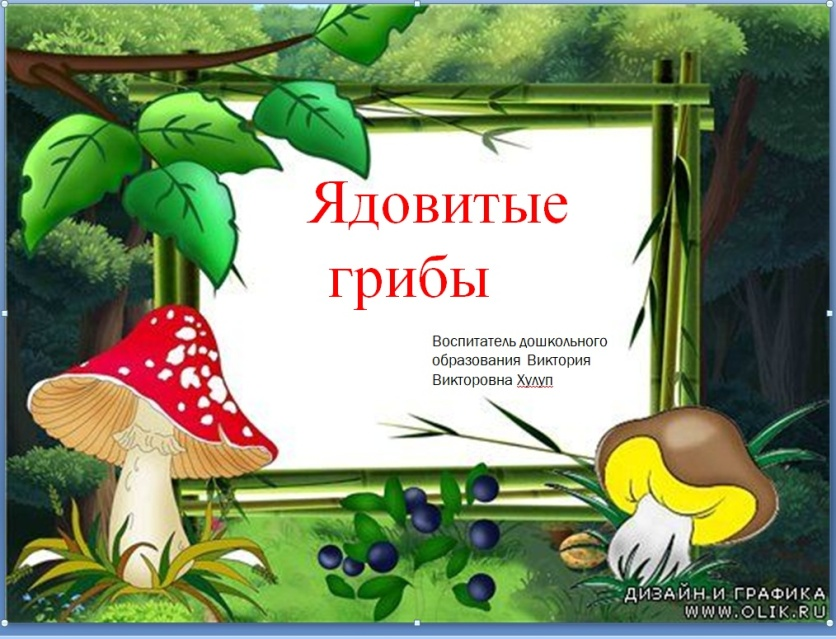 Ядовитые
грибы
Воспитатель дошкольного
образования Виктория
Викторовна Хулуп
ДИЗАЙН И ГРАФИКА
WWW.OLIK.RU